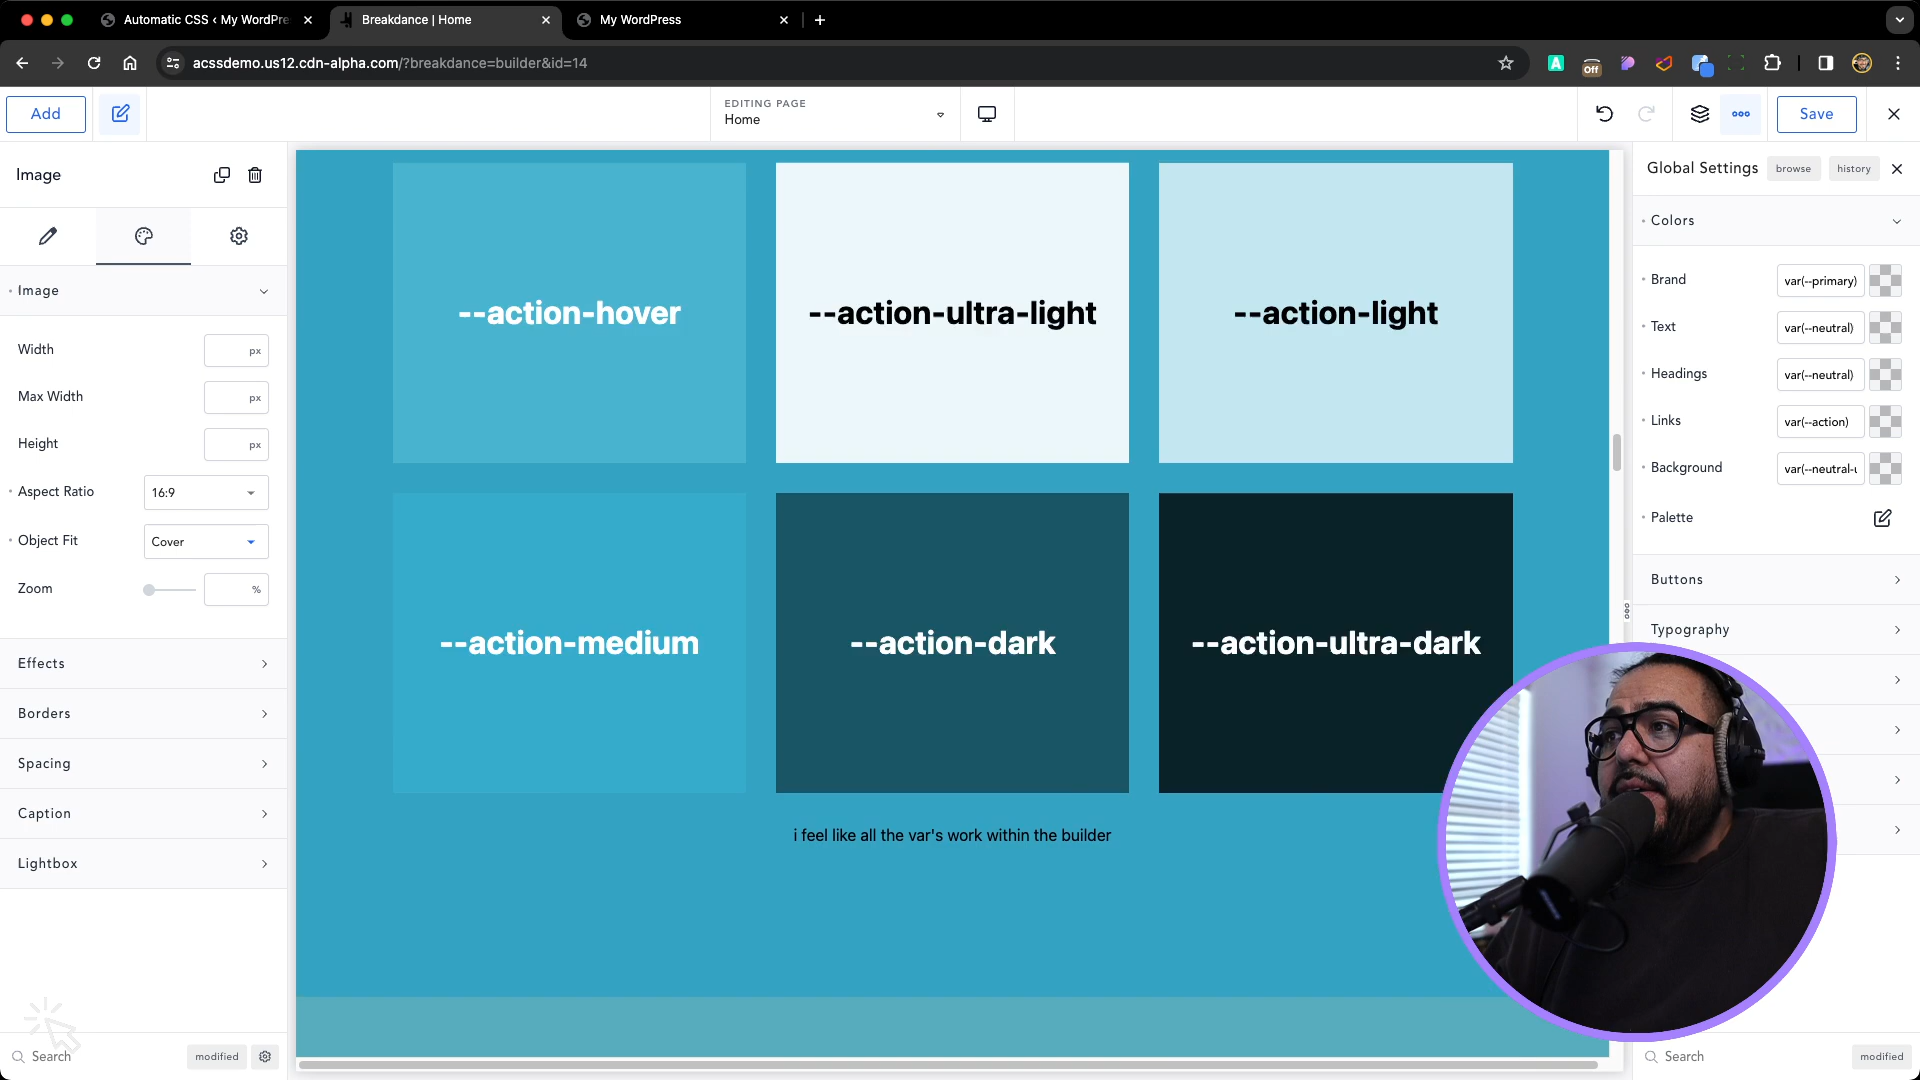 Automatic CSS ‹ My WordPre
Breakdance | Home
My WordPress
acssdemo.us12.cdn-alpha.com/?breakdance=builder&id=14
Off
Add
EDITING PAGE
Home
Save
Image
Global Settings
browse
history
Colors
Image
Width
px
Max Width
px
Height
px
Aspect Ratio
16:9
Object Fit
Cover
Zoom
%
Effects
Borders
Spacing
Caption
Lightbox
Search
modified
--action-hover
--action-ultra-light
--action-light
--action-medium
--action-dark
--action-ultra-dark
i feel like all the var's work within the builder
Brand
var(--primary)
Text
var(--neutral)
Headings
var(--neutral)
Links
var(--action)
Background
var(--neutral-u
Palette
Buttons
Typography
Search
modified